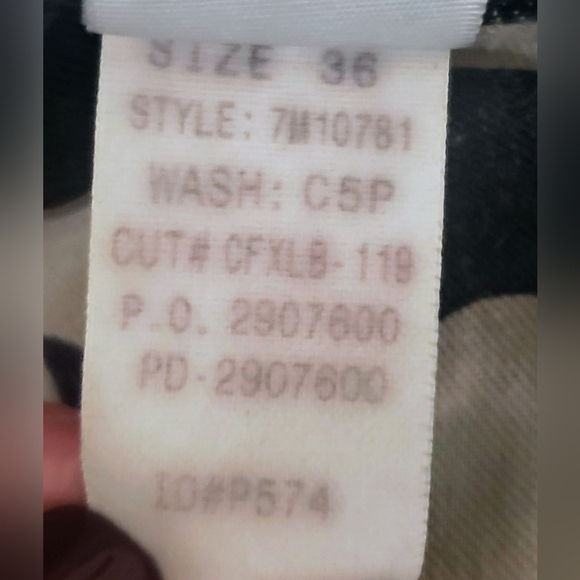 SIZE 36
STYLE: 7M10781
WASH: C5P
CUT# CFXLB-119
P.O. 2907600
PD-2907600
ID#P574